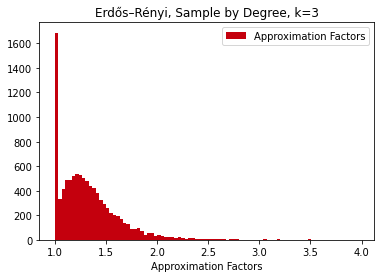 Erdős–Rényi, Sample by Degree, k=3
Approximation Factors
1600
1400
1200
1000
800
600
400
200
0
1.0 1.5 2.0 2.5 3.0 3.5 4.0
Approximation Factors